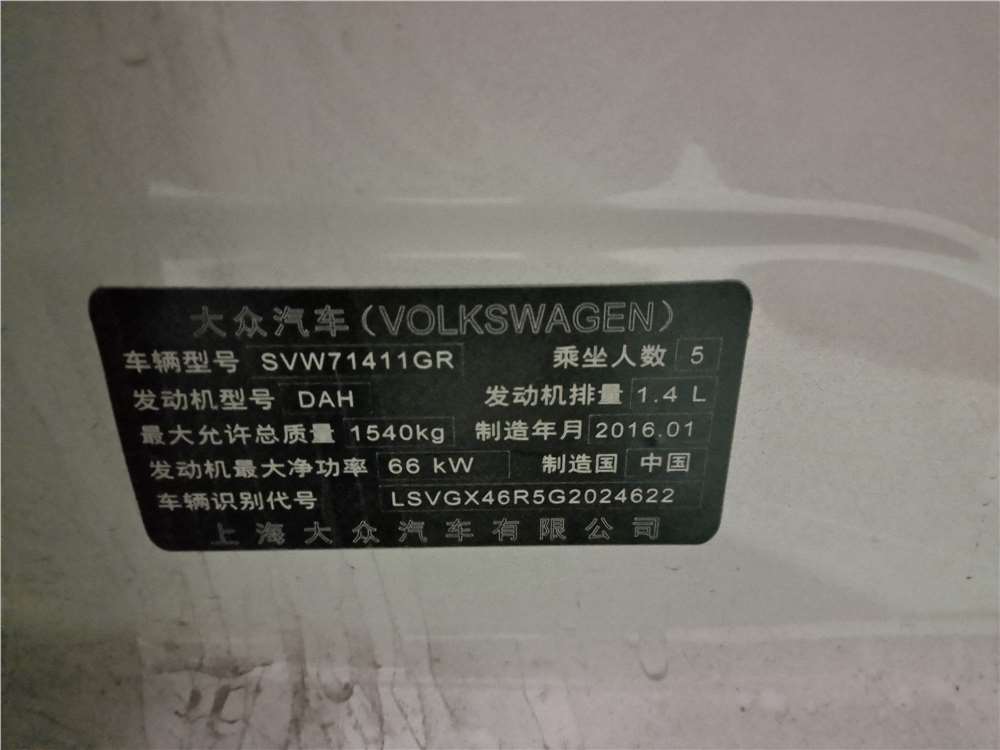 大众汽车(VOLKSWAGEN)
车辆型号 SVW71411GR 乘坐人数 5
发动机型号 DAH 发动机排量 1.4 L
最大允许总质量 1540kg 制造年月 2016.01
发动机最大净功率 66 kW 制造国 中国
车辆识别代号 LSVGX46R5G2024622
上海大众汽车有限公司